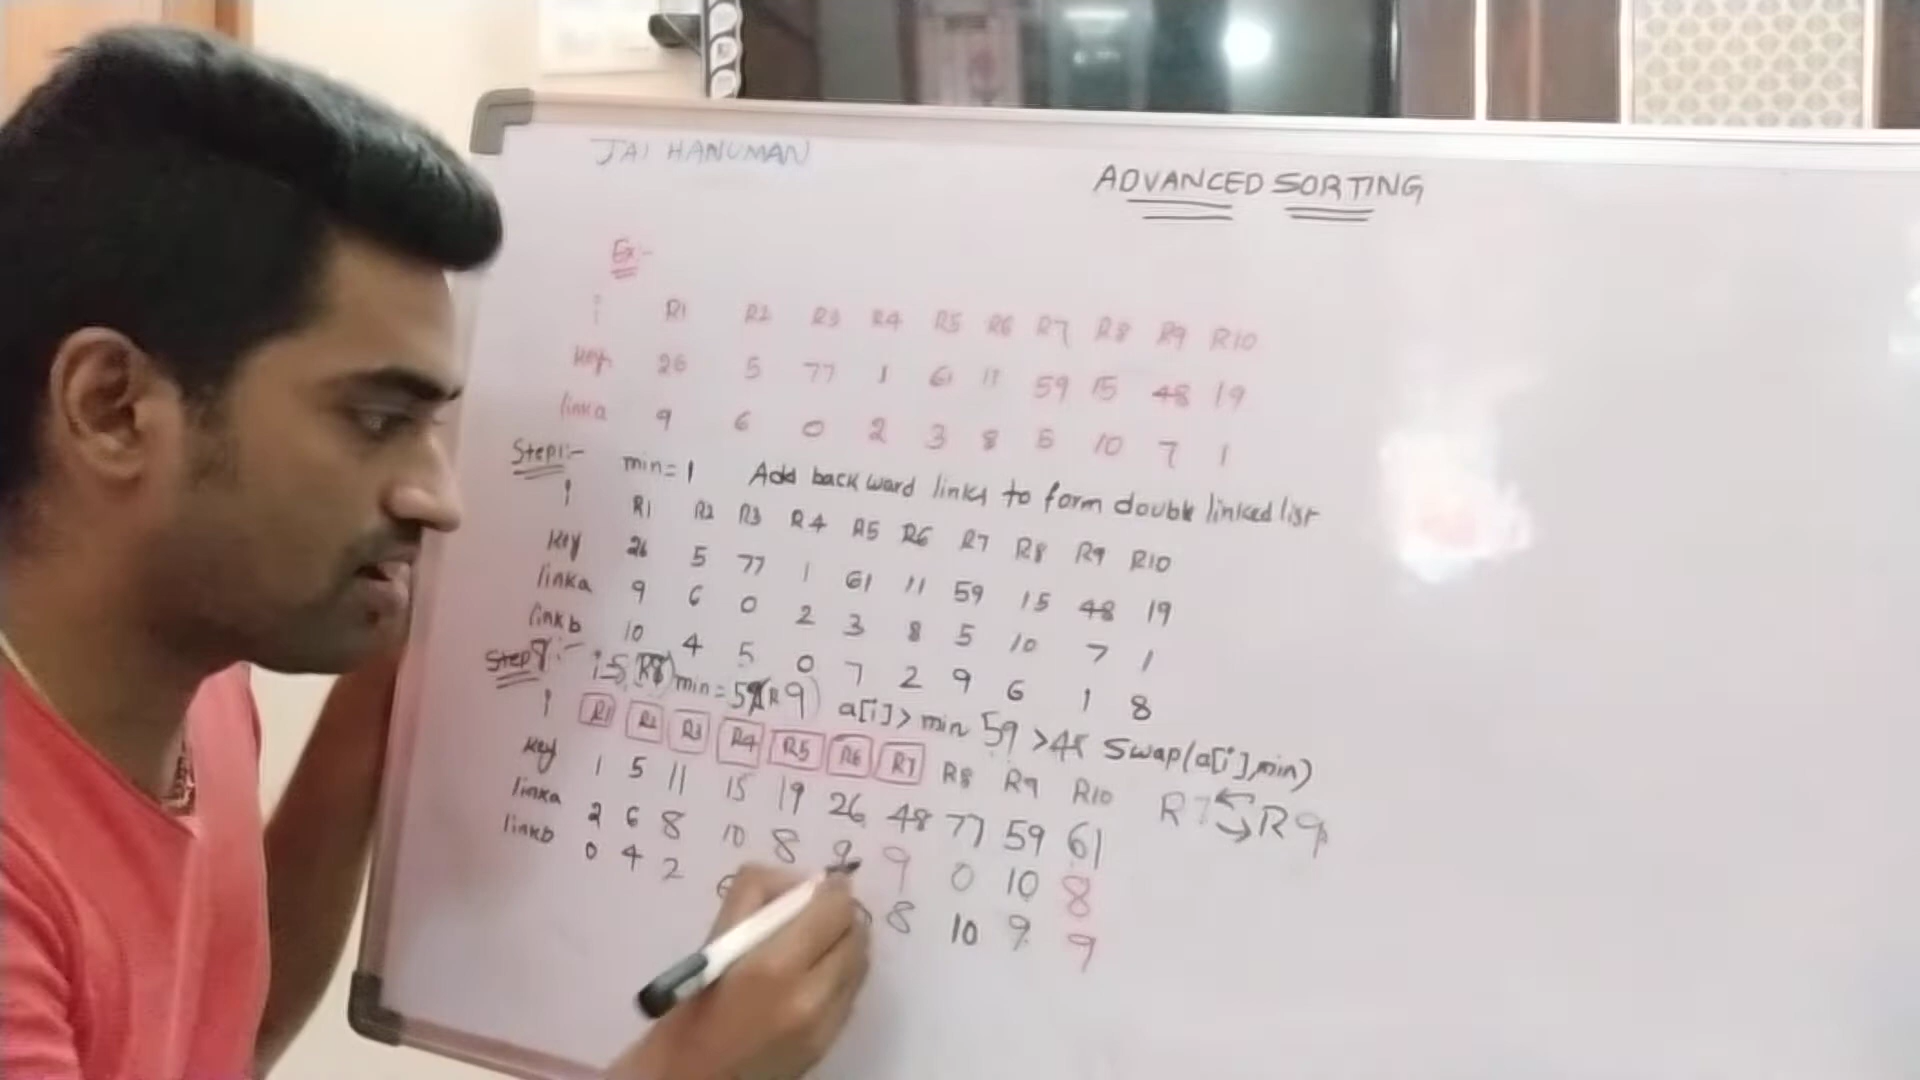 JAI HANUMAN
ADVANCED SORTING
Ex:-
i R1 R2 R3 R4 R5 R6 R7 R8 R9 R10
key 26 5 77 1 61 11 59 15 48 19
linka 9 6 0 2 3 8 5 10 7 1
Step1:- min=1 Add back ward links to form double linked list
i R1 R2 R3 R4 R5 R6 R7 R8 R9 R10
key 26 5 77 1 61 11 59 15 48 19
linka 9 6 0 2 3 8 5 10 7 1
linkb 10 4 5 0 7 2 9 6 1 8
Step :- min= a[i]> min 59 >48 Swap(a[i],min)
i R1 R2 R3 R4 R5 R6 R7 R8 R9 R10
R7 R9
key 1 5 11 15 19 26 48 77 59 61
linka 2 6 8 10 8 9 9 0 10 8
linkb 0 4 2 8 10 9 9